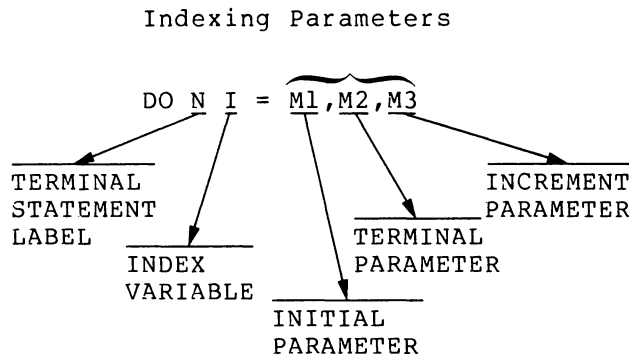 Indexing Parameters
DO N I = M1,M2,M3
TERMINAL
STATEMENT
LABEL
INDEX
VARIABLE
INITIAL
PARAMETER
TERMINAL
PARAMETER
INCREMENT
PARAMETER